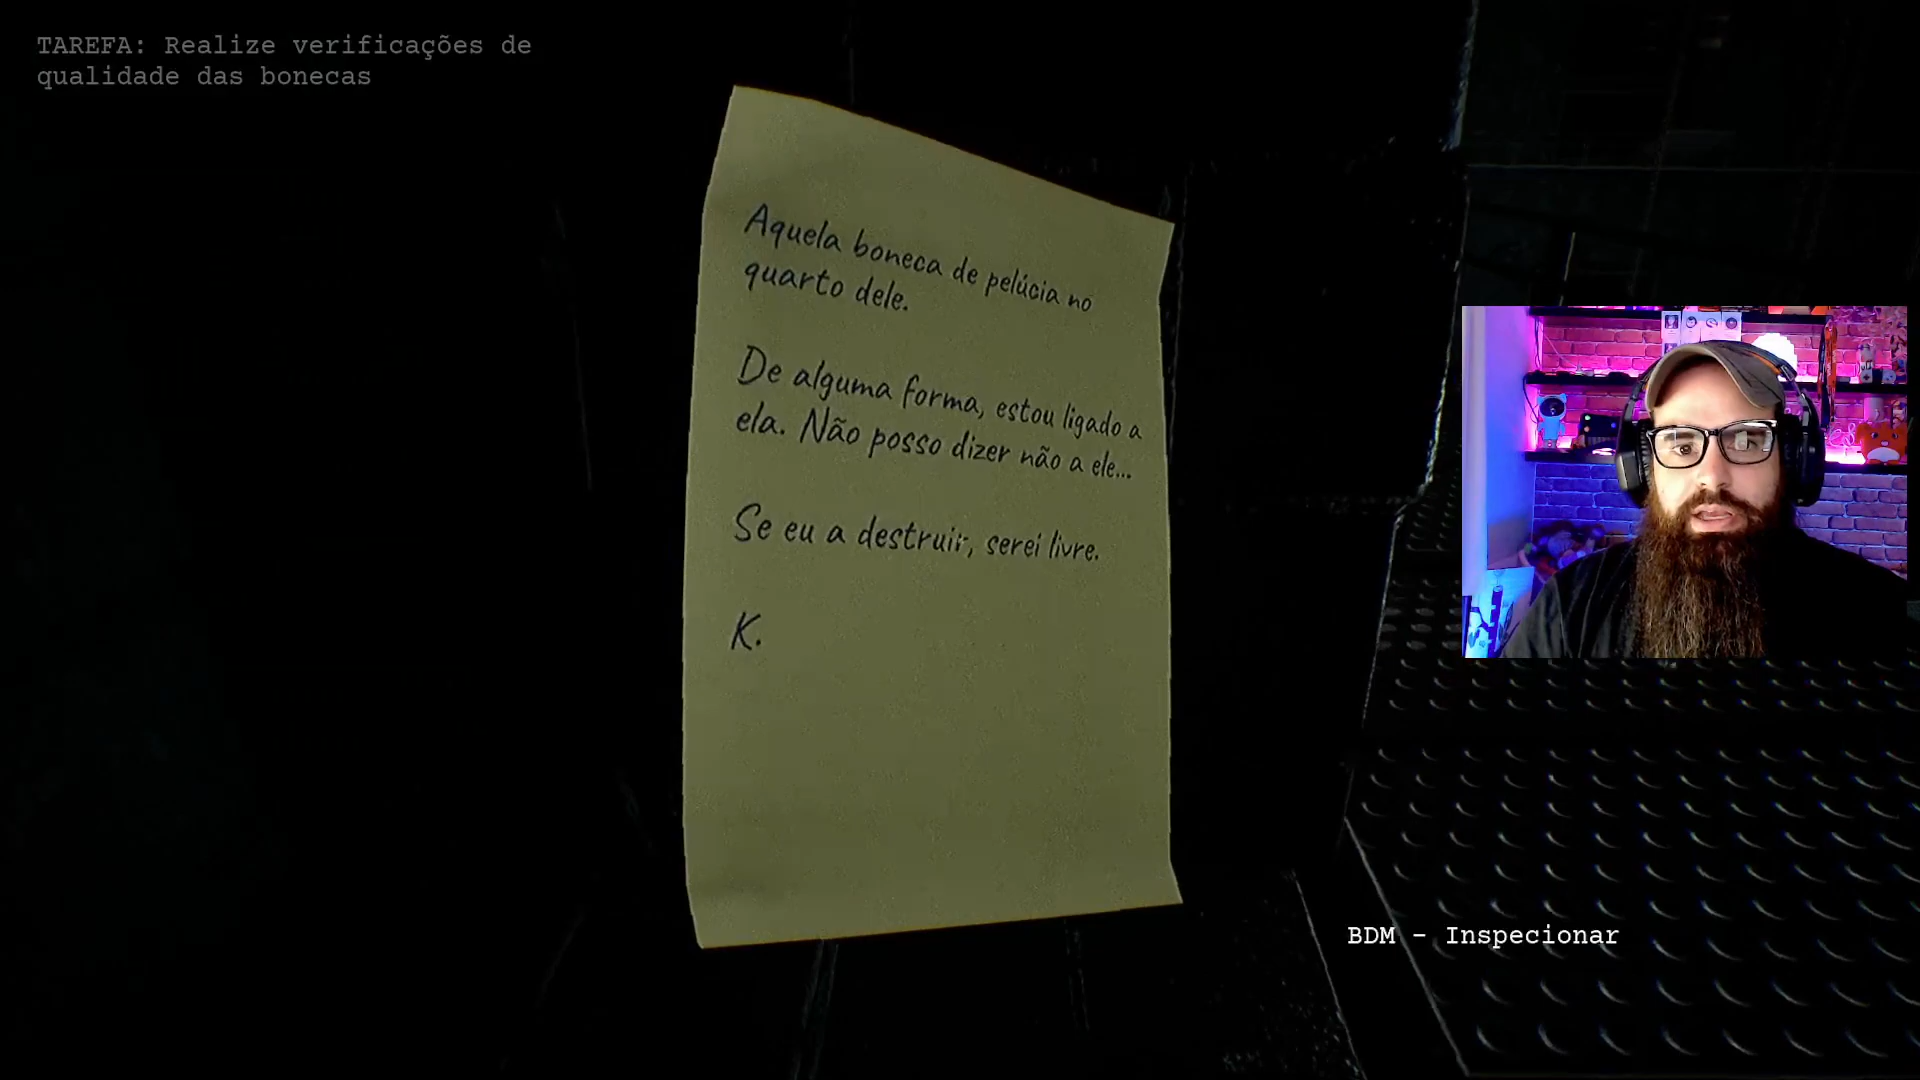 TAREFA: Realize verificações de
qualidade das bonecas
Aquela boneca de pelúcia no
quarto dele.
De alguma forma, estou ligado a
ela. Não posso dizer não a ele...
Se eu a destruir, serei livre.
K.
BDM - Inspecionar